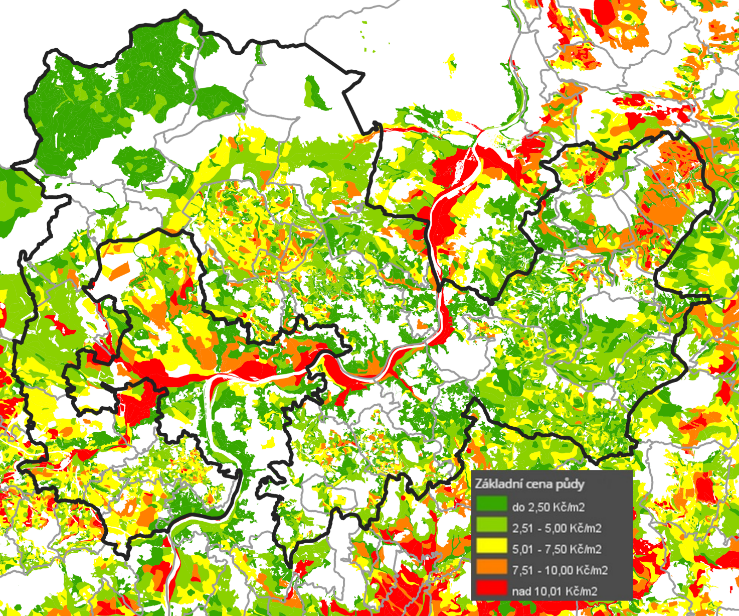 Základní cena půdy
do 2,50 Kč/m2
2,51 - 5,00 Kč/m2
5,01 - 7,50 Kč/m2
7,51 - 10,00 Kč/m2
nad 10,01 Kč/m2